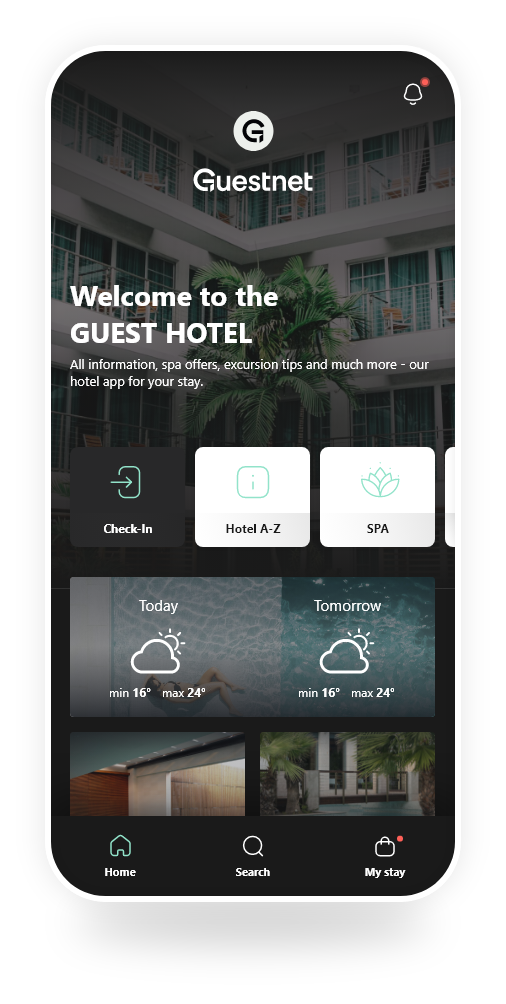 Guestnet
Welcome to the
GUEST HOTEL
All information, spa offers, excursion tips and much more - our
hotel app for your stay.
Check-In
Hotel A-Z
SPA
Today
Tomorrow
min 16° max 24°
min 16° max 24°
Home
Search
My stay